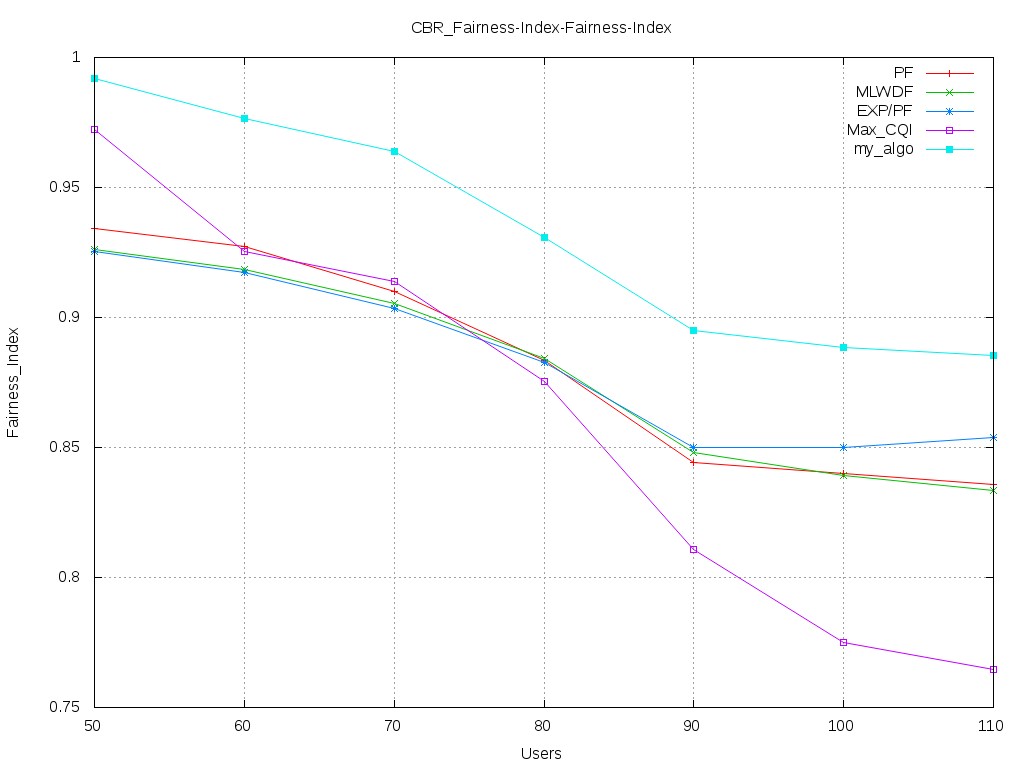 CBR_Fairness-Index-Fairness-Index
1
0.95
0.9
0.85
0.8
0.75
Fairness_Index
PF
MLWDF
EXP/PF
Max_CQI
my_algo
50 60 70 80 90 100 110
Users